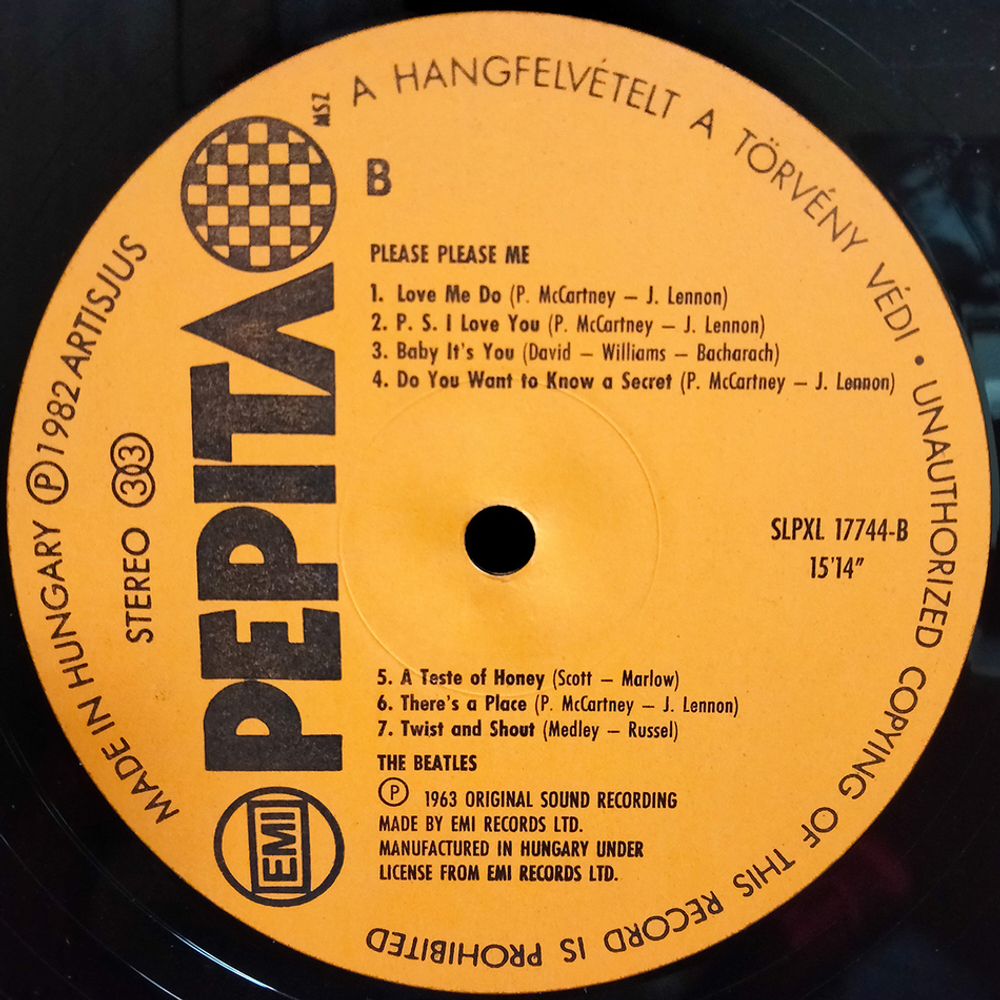 A HANGFELVÉTELT A TÖRVÉNY VÉDI • UNAUTHORIZED COPYING OF THIS RECORD IS PROHIBITED
MADE IN HUNGARY Ⓟ 1982 ARTISJUS
STEREO 33
PEPITA
MSZ
EMI
B
PLEASE PLEASE ME
1. Love Me Do (P. McCartney – J. Lennon)
2. P. S. I Love You (P. McCartney – J. Lennon)
3. Baby It's You (David – Williams – Bacharach)
4. Do You Want to Know a Secret (P. McCartney – J. Lennon)
SLPXL 17744-B
15'14"
5. A Teste of Honey (Scott – Marlow)
6. There's a Place (P. McCartney – J. Lennon)
7. Twist and Shout (Medley – Russel)
THE BEATLES
Ⓟ 1963 ORIGINAL SOUND RECORDING
MADE BY EMI RECORDS LTD.
MANUFACTURED IN HUNGARY UNDER
LICENSE FROM EMI RECORDS LTD.